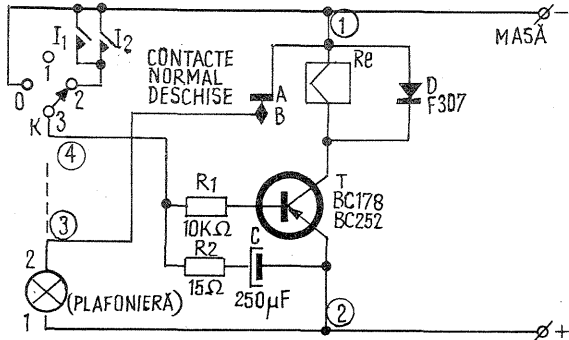 1
−
MASĂ
I1
I2
CONTACTE
NORMAL
DESCHISE
Re
D
F307
1
0
2
A
B
K
3
4
T
BC178
BC252
R1
10KΩ
3
R2
C
15Ω
250µF
2
(PLAFONIERĂ)
1
2
+